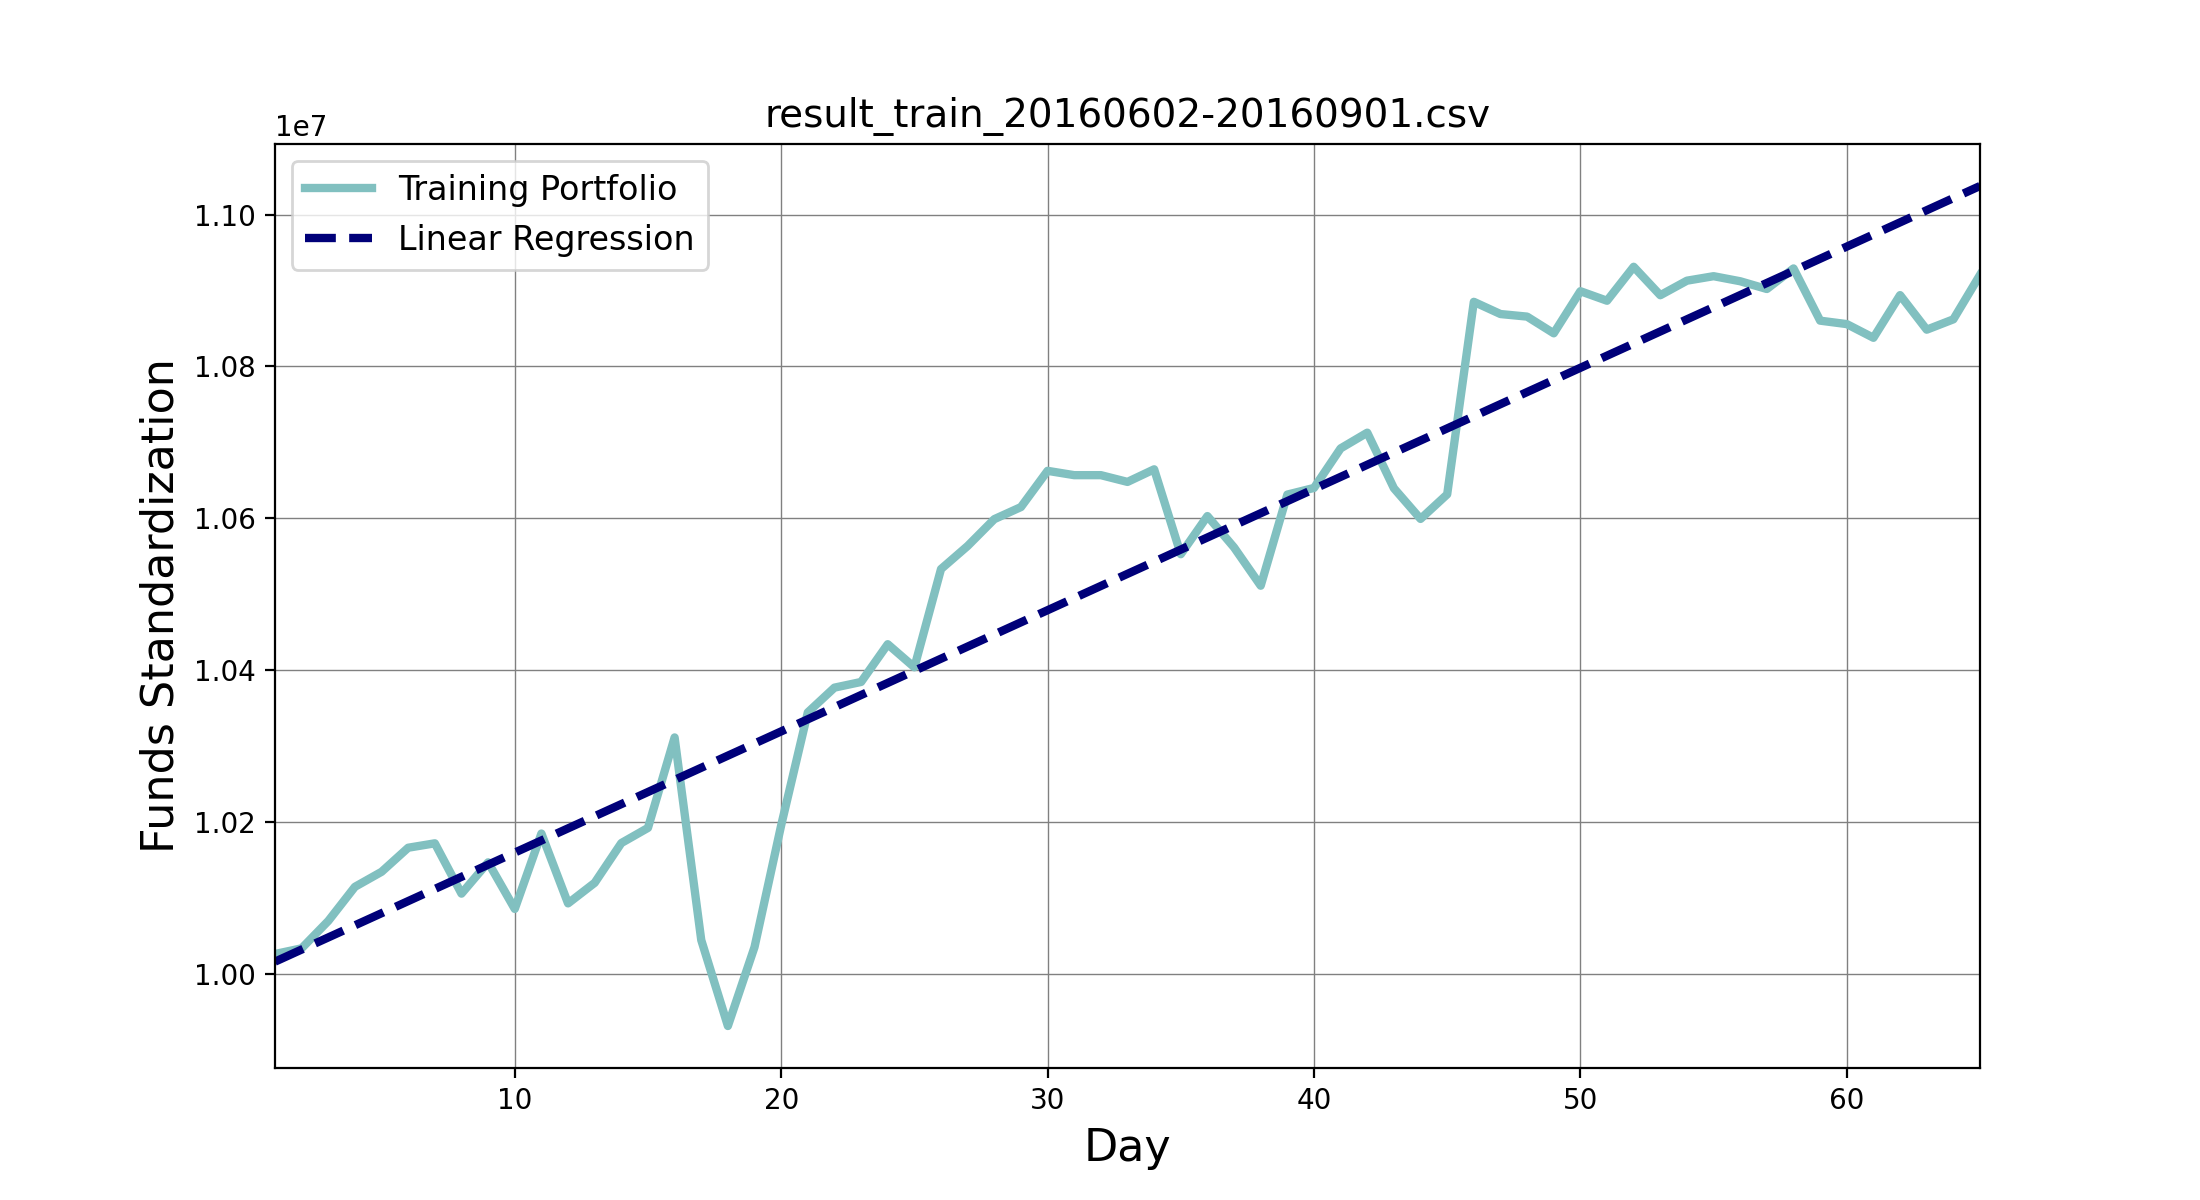 result_train_20160602-20160901.csv
1e7
Training Portfolio
Linear Regression
1.10
1.08
1.06
1.04
1.02
1.00
Funds Standardization
10 20 30 40 50 60
Day